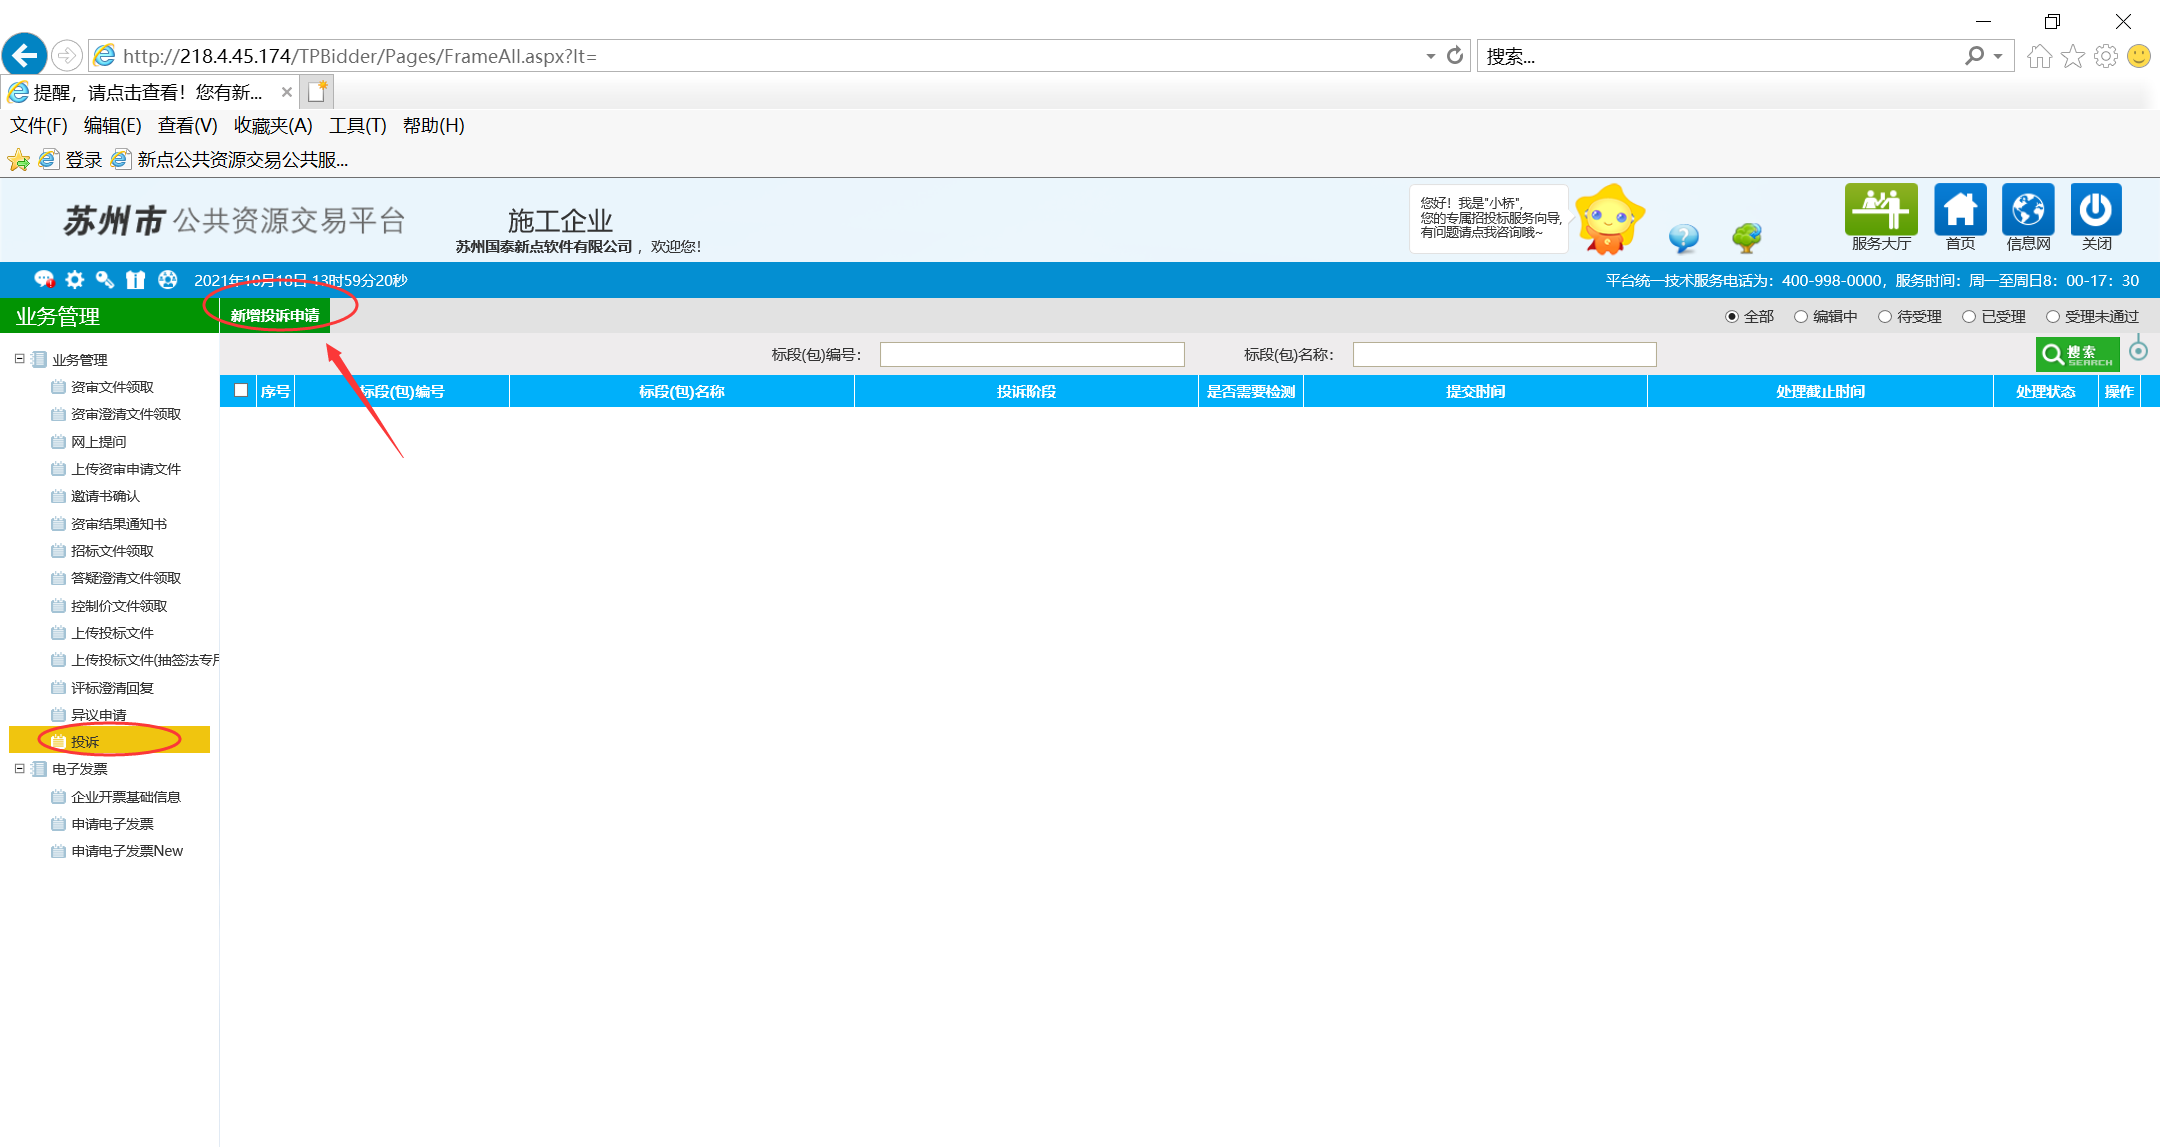 http://218.4.45.174/TPBidder/Pages/FrameAll.aspx?lt=
搜索...
提醒，请点击查看！您有新...
文件(F) 编辑(E) 查看(V) 收藏夹(A) 工具(T) 帮助(H)
登录 新点公共资源交易公共服...
苏州市 公共资源交易平台
施工企业
苏州国泰新点软件有限公司 ，欢迎您！
您好！我是"小桥",
您的专属招投标服务向导,
有问题请点我咨询哦~
服务大厅 首页 信息网 关闭
2021年10月18日 13时59分20秒
平台统一技术服务电话为：400-998-0000，服务时间：周一至周日8：00-17：30
业务管理
新增投诉申请
全部 编辑中 待受理 已受理 受理未通过
标段(包)编号： 标段(包)名称： 搜索 SEARCH
序号 标段(包)编号 标段(包)名称 投诉阶段 是否需要检测 提交时间 处理截止时间 处理状态 操作
业务管理
资审文件领取
资审澄清文件领取
网上提问
上传资审申请文件
邀请书确认
资审结果通知书
招标文件领取
答疑澄清文件领取
控制价文件领取
上传投标文件
上传投标文件(抽签法专用
评标澄清回复
异议申请
投诉
电子发票
企业开票基础信息
申请电子发票
申请电子发票New